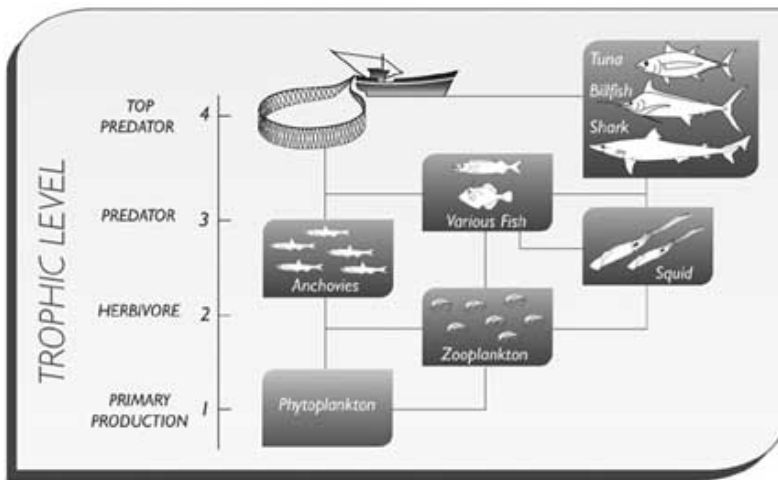 TROPHIC LEVEL
TOP
PREDATOR
4
PREDATOR
3
HERBIVORE
2
PRIMARY
PRODUCTION
1
Tuna
Billfish
Shark
Various Fish
Anchovies
Squid
Zooplankton
Phytoplankton